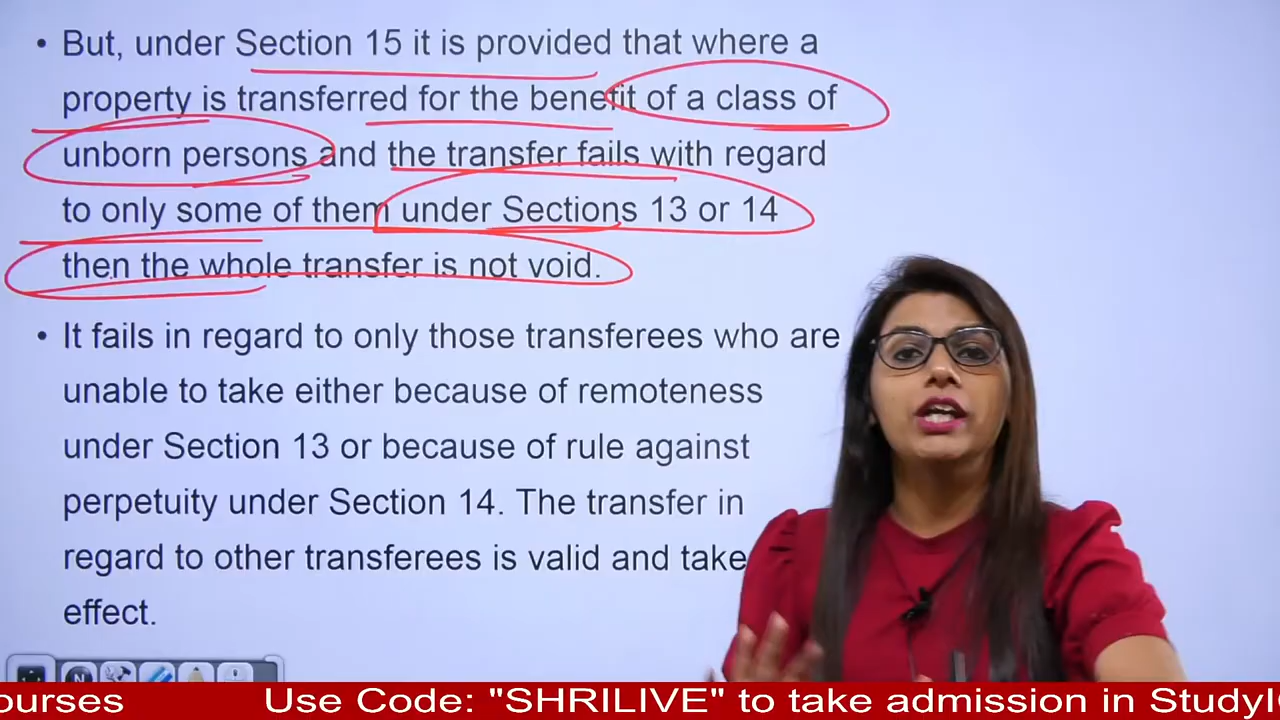 • But, under Section 15 it is provided that where a
property is transferred for the benefit of a class of
unborn persons and the transfer fails with regard
to only some of them under Sections 13 or 14
then the whole transfer is not void.
• It fails in regard to only those transferees who are
unable to take either because of remoteness
under Section 13 or because of rule against
perpetuity under Section 14. The transfer in
regard to other transferees is valid and take
effect.
ourses Use Code: "SHRILIVE" to take admission in StudyI